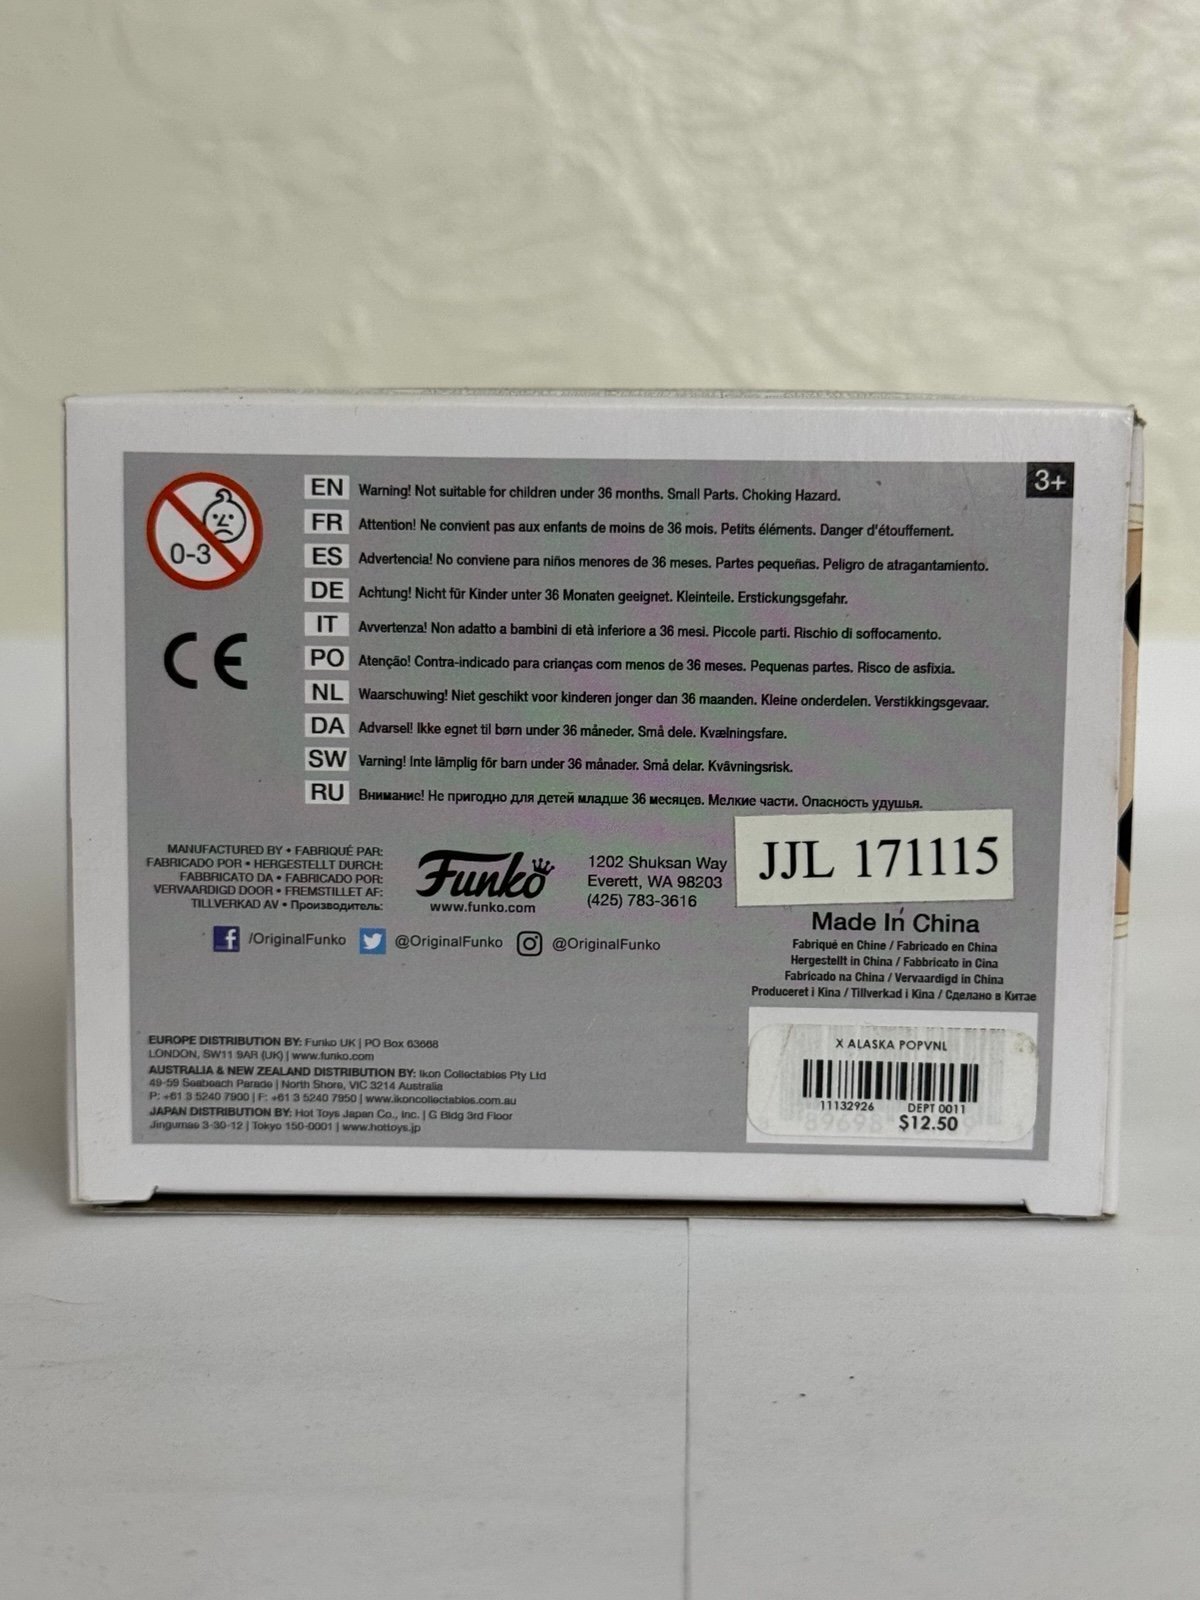 3+
0-3
EN Warning! Not suitable for children under 36 months. Small Parts. Choking Hazard.
FR Attention! Ne convient pas aux enfants de moins de 36 mois. Petits éléments. Danger d'étouffement.
ES Advertencia! No conviene para niños menores de 36 meses. Partes pequeñas. Peligro de atragantamiento.
DE Achtung! Nicht für Kinder unter 36 Monaten geeignet. Kleinteile. Erstickungsgefahr.
IT Avvertenza! Non adatto a bambini di età inferiore a 36 mesi. Piccole parti. Rischio di soffocamento.
PO Atenção! Contra-indicado para crianças com menos de 36 meses. Pequenas partes. Risco de asfixia.
NL Waarschuwing! Niet geschikt voor kinderen jonger dan 36 maanden. Kleine onderdelen. Verstikkingsgevaar.
DA Advarsel! Ikke egnet til børn under 36 måneder. Små dele. Kvælningsfare.
SW Varning! Inte lämplig för barn under 36 månader. Små delar. Kvävningsrisk.
RU Внимание! Не пригодно для детей младше 36 месяцев. Мелкие части. Опасность удушья.
CE
MANUFACTURED BY • FABRIQUÉ PAR:
FABRICADO POR • HERGESTELLT DURCH:
FABBRICATO DA • FABRICADO POR:
VERVAARDIGD DOOR • FREMSTILLET AF:
TILLVERKAD AV • Производитель:
Funko
www.funko.com
1202 Shuksan Way
Everett, WA 98203
(425) 783-3616
JJL 171115
/OriginalFunko @OriginalFunko @OriginalFunko
Made In China
Fabriqué en Chine / Fabricado en China
Hergestellt in China / Fabbricato in Cina
Fabricado na China / Vervaardigd in China
Produceret i Kina / Tillverkad i Kina / Сделано в Китае
EUROPE DISTRIBUTION BY: Funko UK | PO Box 63668
LONDON, SW11 9AR (UK) | www.funko.com
AUSTRALIA & NEW ZEALAND DISTRIBUTION BY: Ikon Collectables Pty Ltd
49-59 Seabeach Parade | North Shore, VIC 3214 Australia
P: +61 3 5240 7900 | F: +61 3 5240 7950 | www.ikoncollectables.com.au
JAPAN DISTRIBUTION BY: Hot Toys Japan Co., Inc. | G Bldg 3rd Floor
Jingumae 3-30-12 | Tokyo 150-0001 | www.hottoys.jp
X ALASKA POPVNL
11132926 DEPT 0011
$12.50